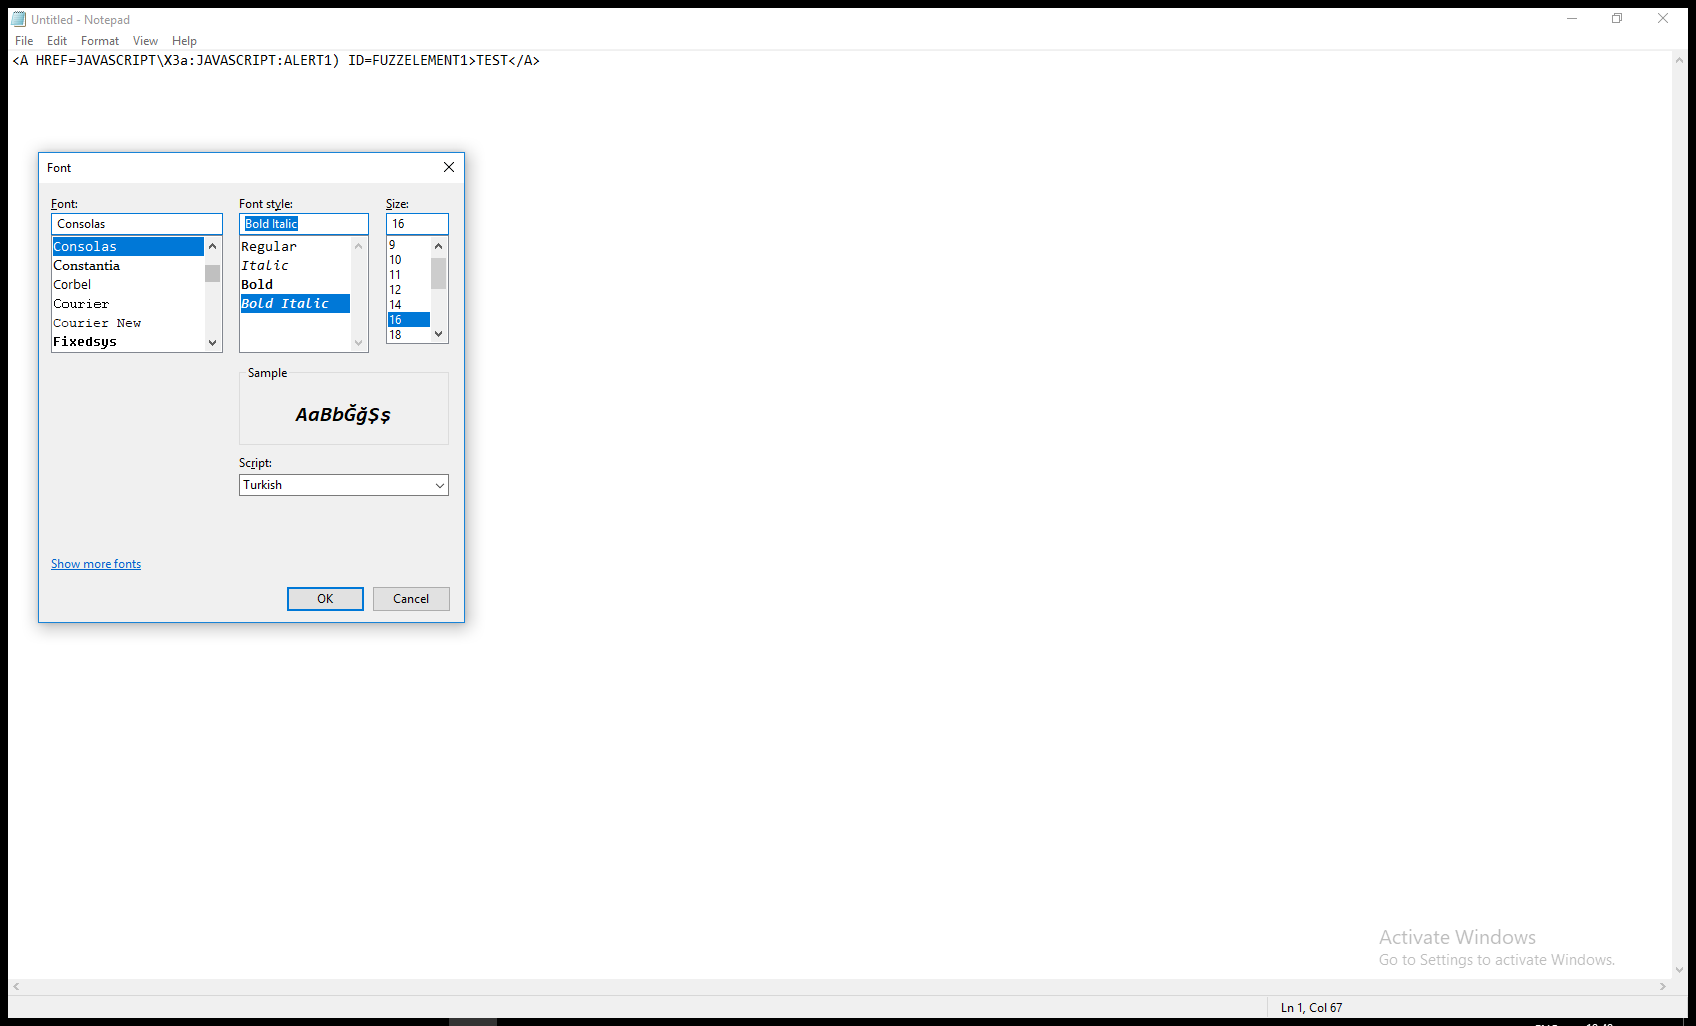 Untitled - Notepad
File Edit Format View Help
<A HREF=JAVASCRIPT\X3a:JAVASCRIPT:ALERT1) ID=FUZZELEMENT1>TEST</A>
Font
Font: Font style: Size:
Consolas Bold Italic 16
Consolas Regular 9
Constantia Italic 10
Corbel Bold 11
Courier Bold Italic 12
Courier New 14
Fixedsys 16
18
Sample
AaBbĞğŞş
Script:
Turkish
Show more fonts
OK Cancel
Activate Windows
Go to Settings to activate Windows.
Ln 1, Col 67